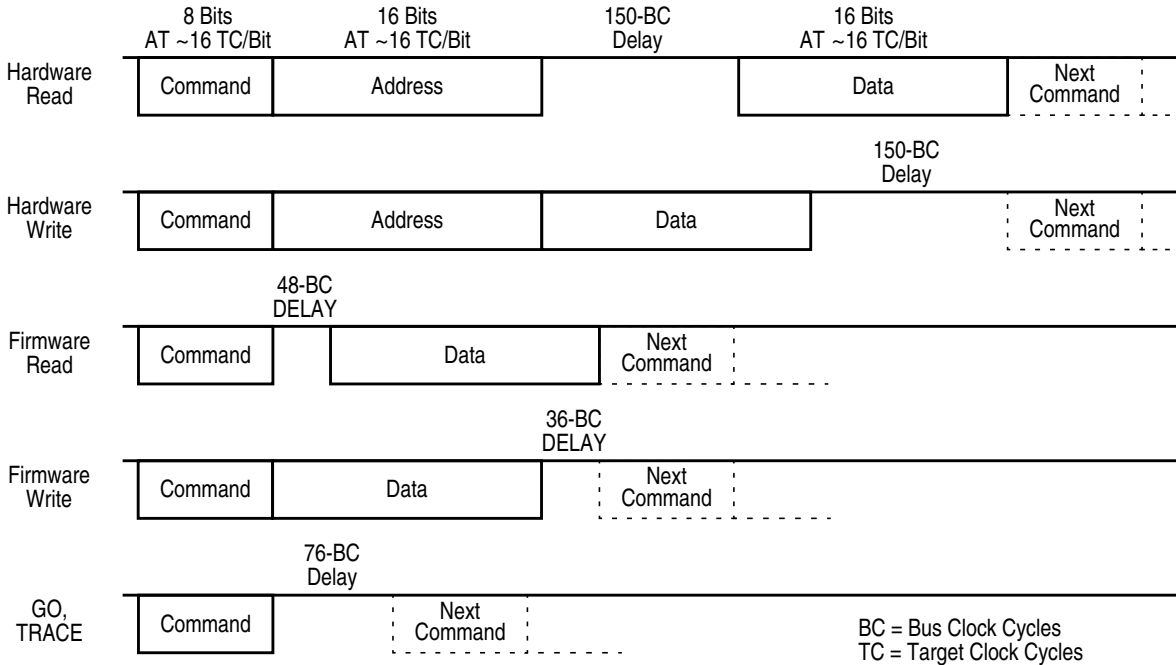 8 Bits
AT ~16 TC/Bit
16 Bits
AT ~16 TC/Bit
150-BC
Delay
16 Bits
AT ~16 TC/Bit
Hardware
Read
Command
Address
Data
Next
Command
150-BC
Delay
Hardware
Write
Command
Address
Data
Next
Command
48-BC
DELAY
Firmware
Read
Command
Data
Next
Command
36-BC
DELAY
Firmware
Write
Command
Data
Next
Command
76-BC
Delay
GO,
TRACE
Command
Next
Command
BC = Bus Clock Cycles
TC = Target Clock Cycles